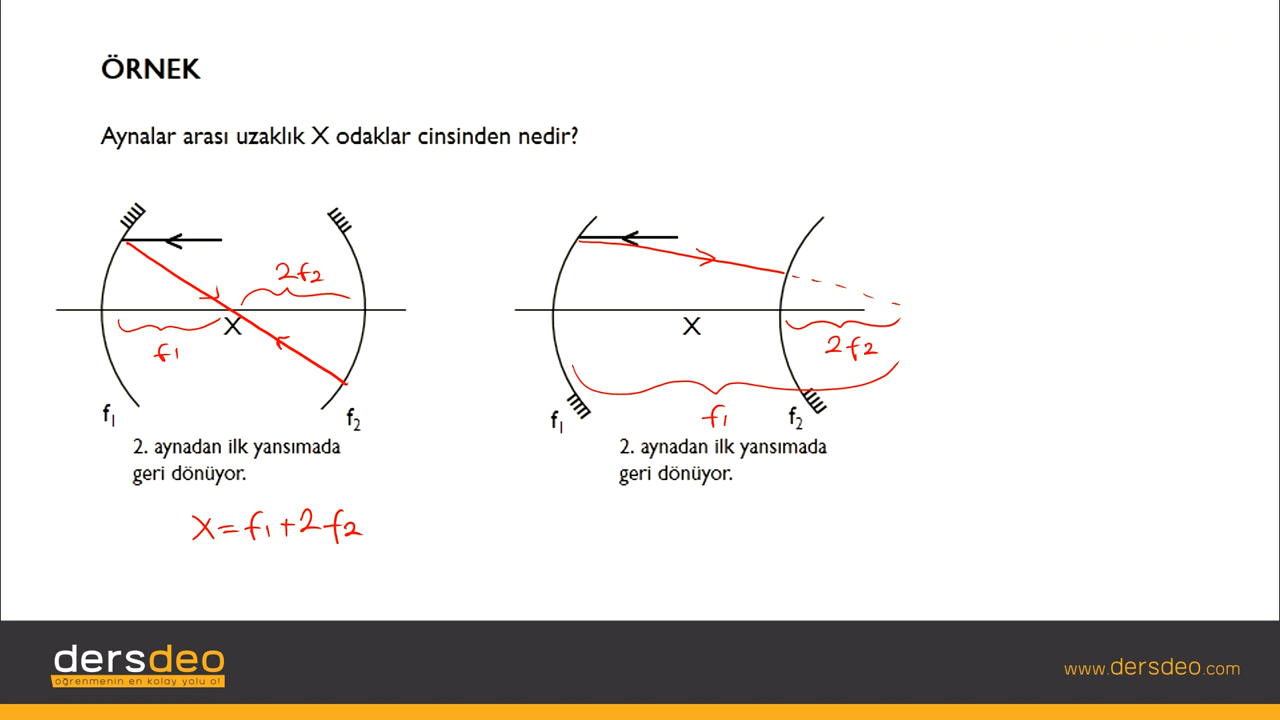 ÖRNEK
Aynalar arası uzaklık X odaklar cinsinden nedir?
2f₂
X
f₁
f₁
f₂
2. aynadan ilk yansımada
geri dönüyor.
X = f₁ + 2f₂
X
2f₂
f₁
f₁
f₂
2. aynadan ilk yansımada
geri dönüyor.
dersdeo
öğrenmenin en kolay yolu o!
www.dersdeo.com